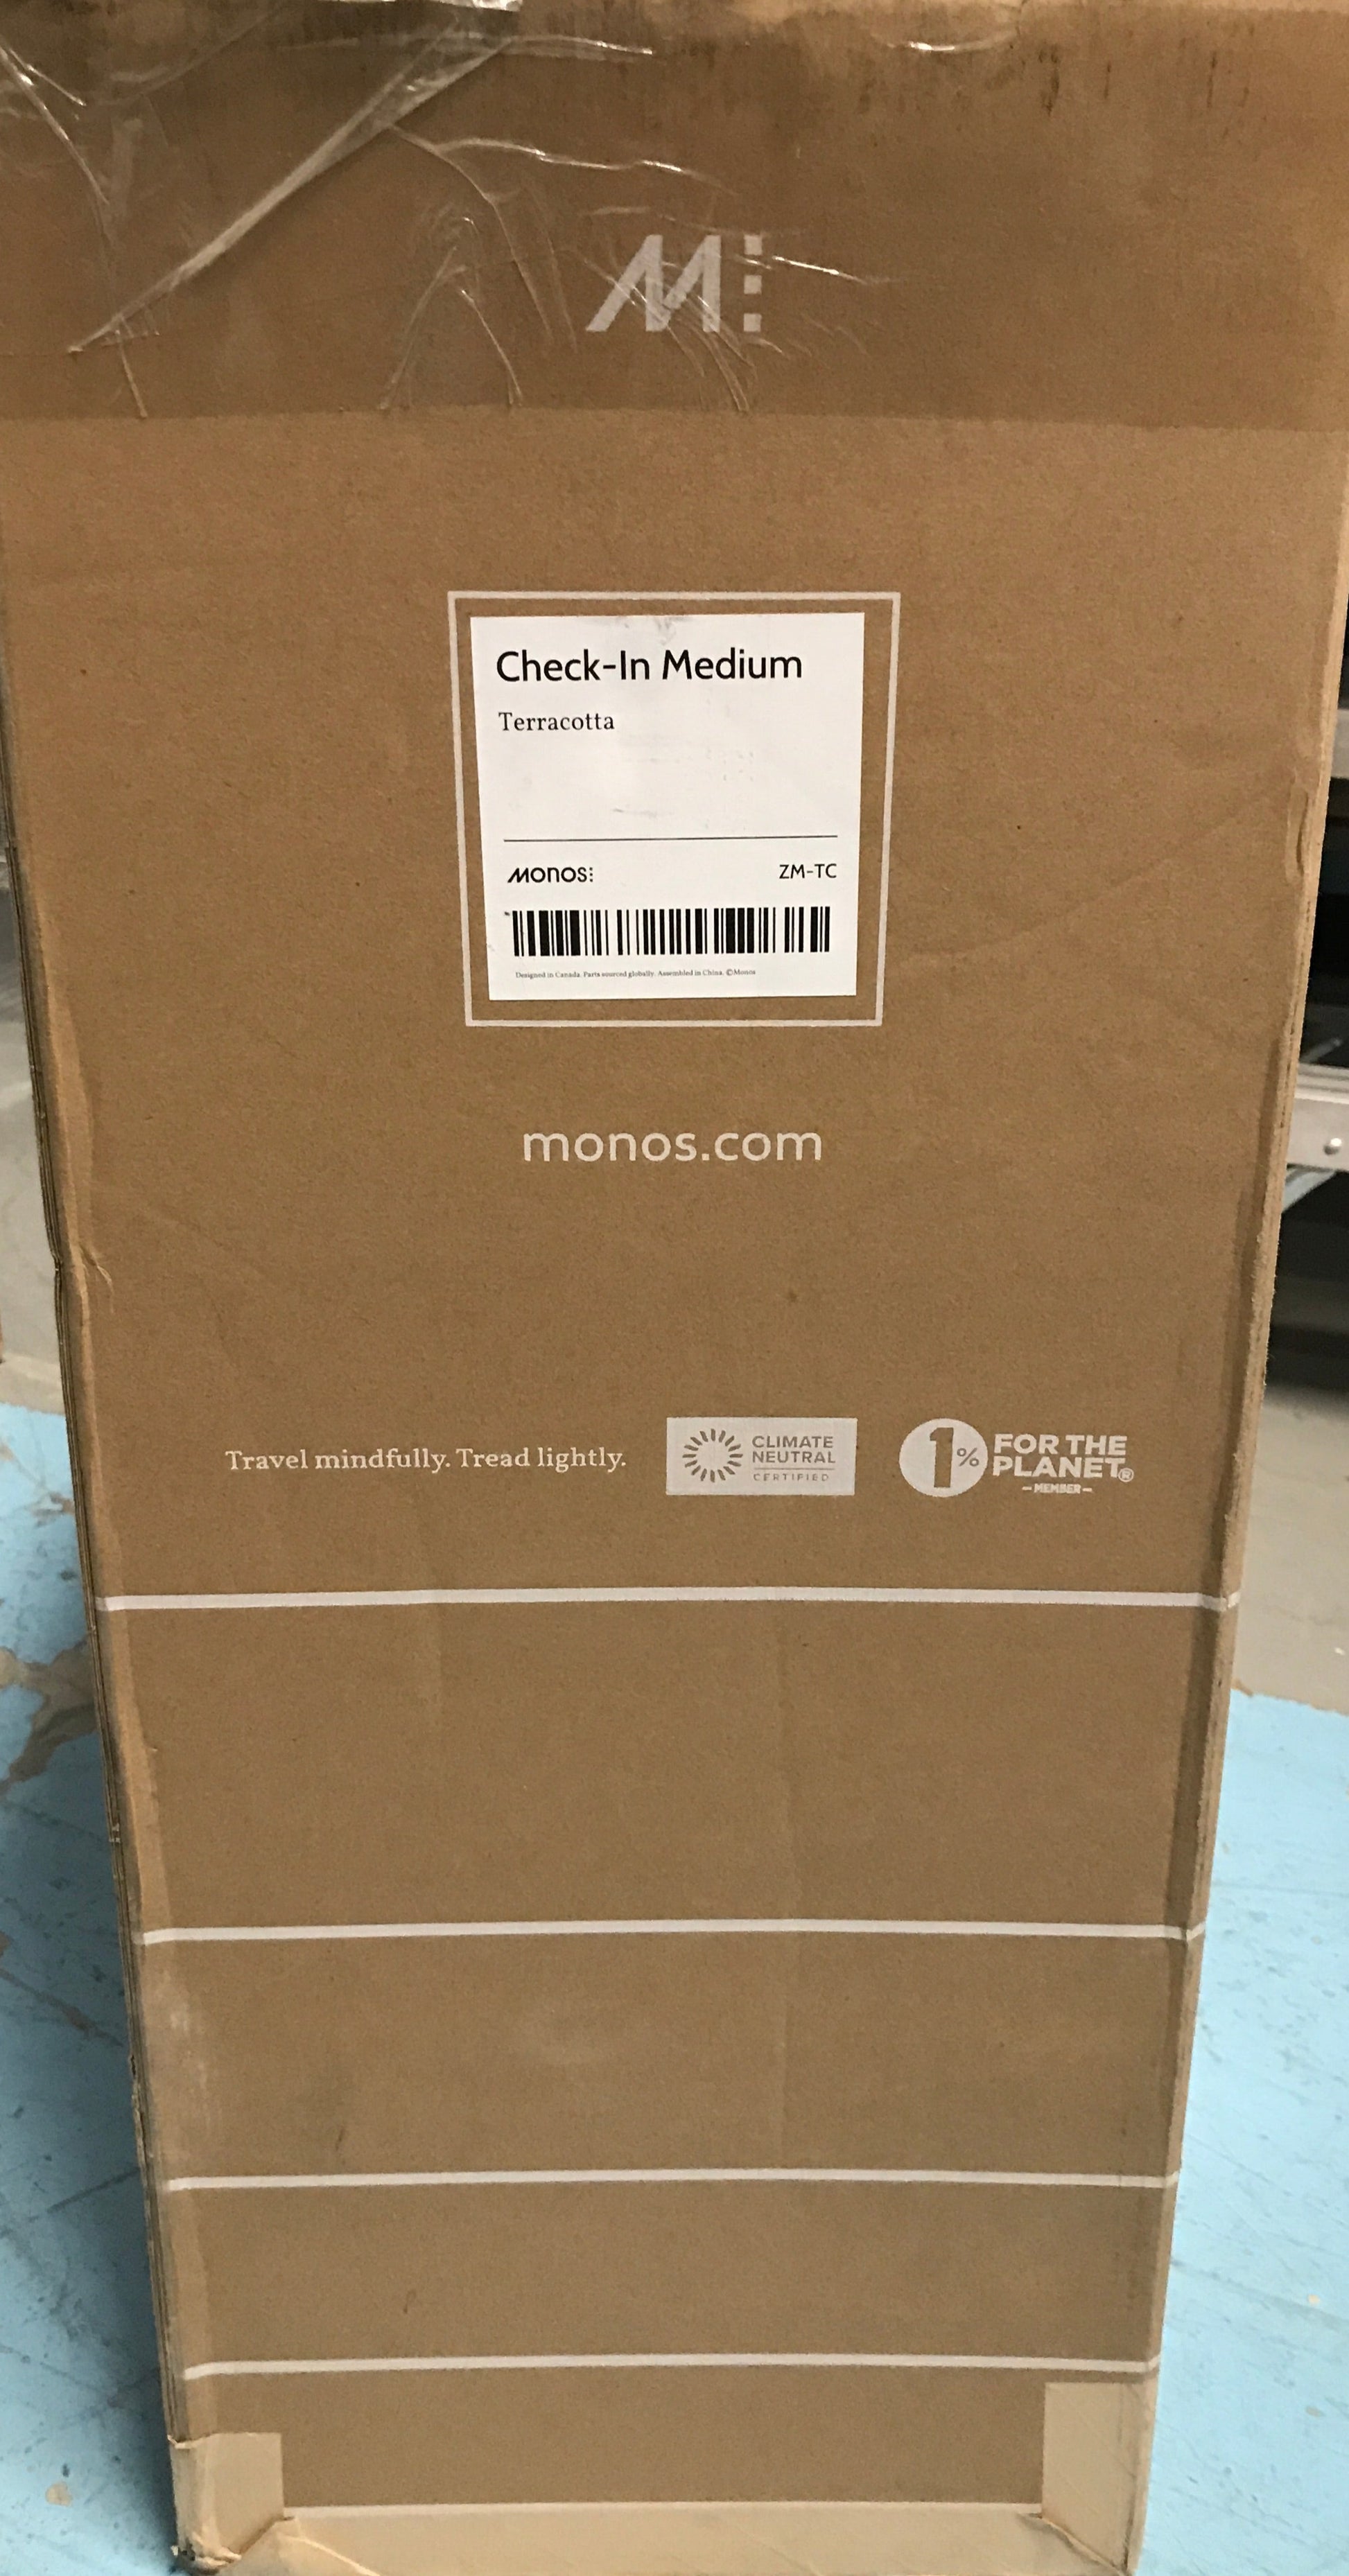 M
Check-In Medium
Terracotta
MONOS ZM-TC
Designed in Canada. Parts sourced globally. Assembled in China. ©Monos
monos.com
Travel mindfully. Tread lightly.
CLIMATE
NEUTRAL
CERTIFIED
1%
FOR THE
PLANET®
– MEMBER –